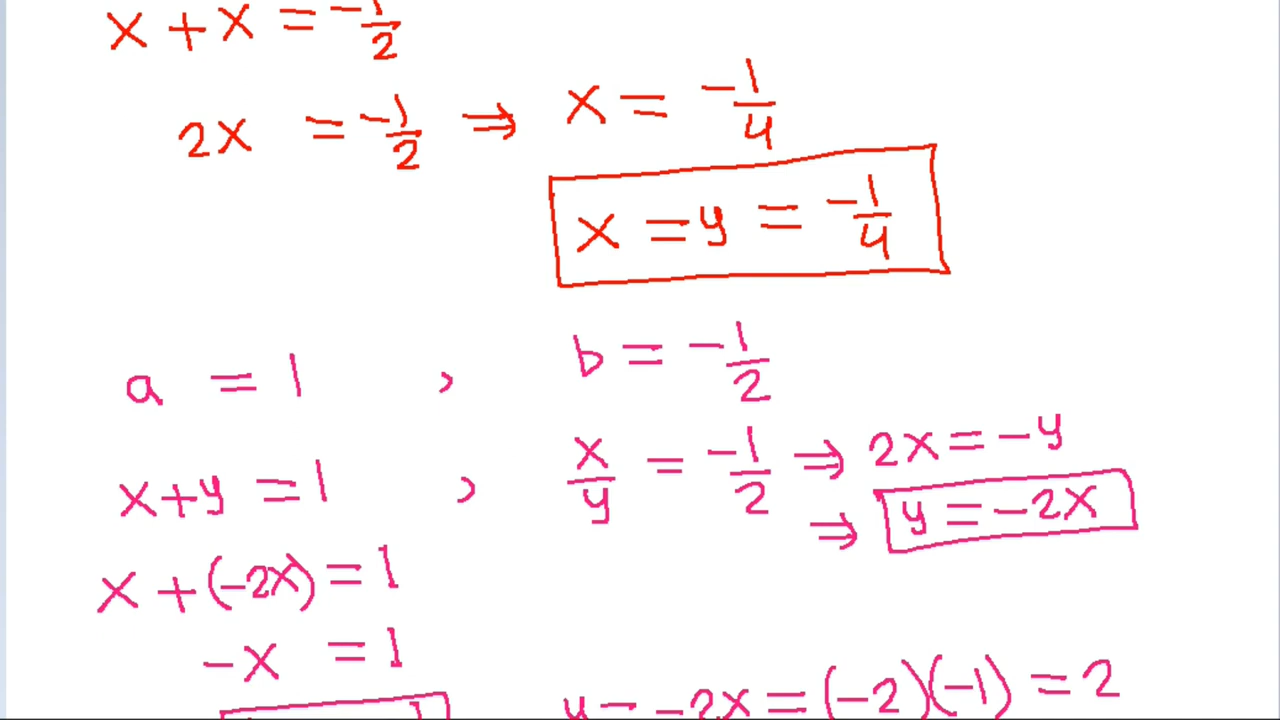 x + x = -1/2
2x = -1/2 ⇒ x = -1/4
x = y = -1/4
a = 1 , b = -1/2
x+y = 1 , x/y = -1/2 ⇒ 2x = -y
⇒ y = -2x
x + (-2x) = 1
-x = 1
y = -2x = (-2)(-1) = 2